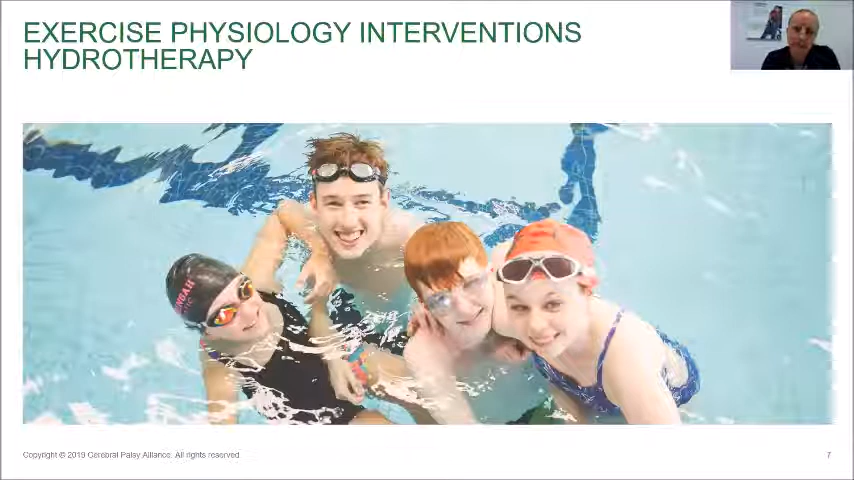 EXERCISE PHYSIOLOGY INTERVENTIONS
HYDROTHERAPY
Copyright © 2019 Cerebral Palsy Alliance. All rights reserved
7